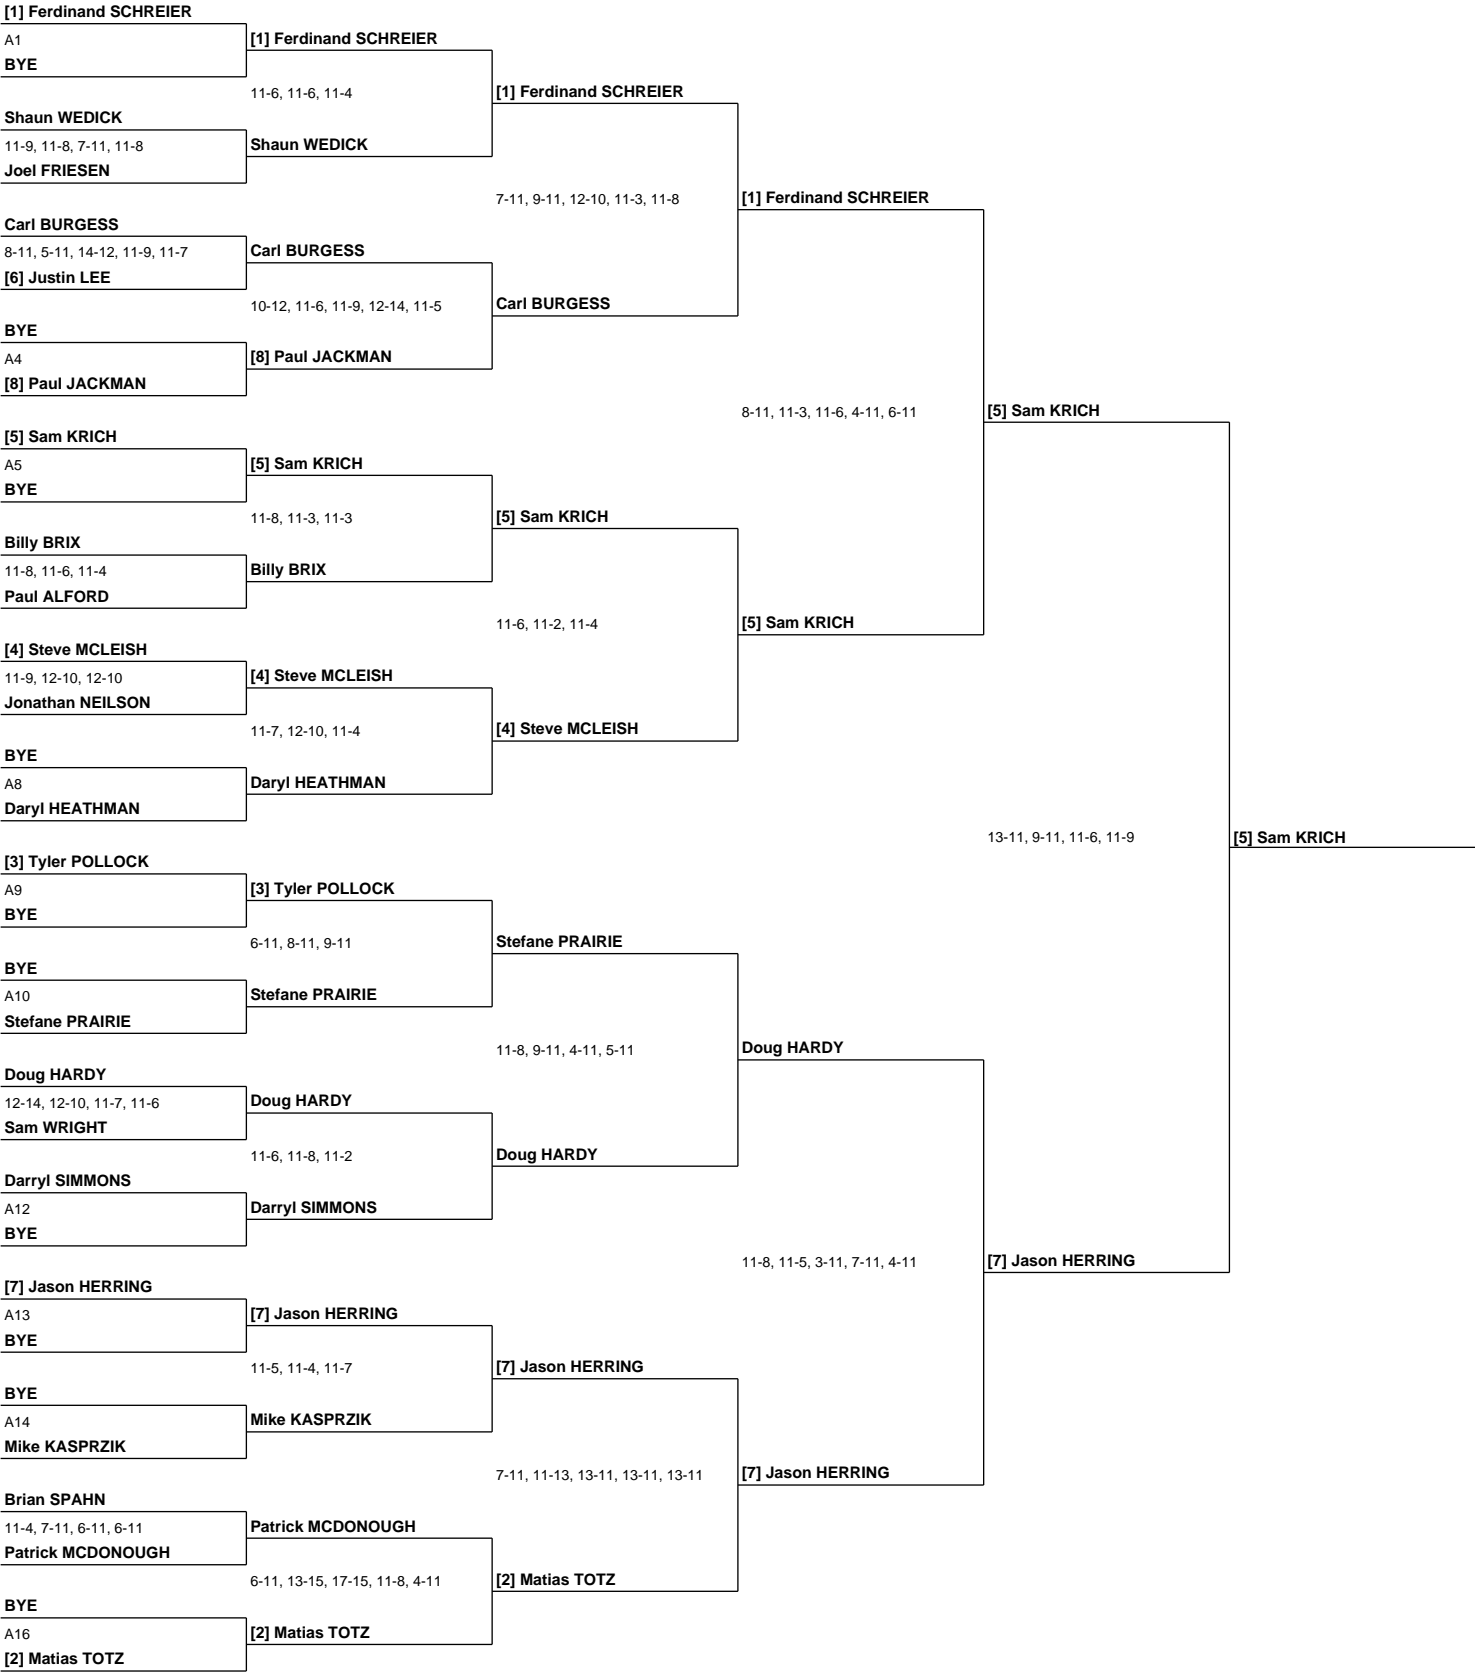 [1] Ferdinand SCHREIER
A1
BYE
Shaun WEDICK
11-9, 11-8, 7-11, 11-8
Joel FRIESEN
Carl BURGESS
8-11, 5-11, 14-12, 11-9, 11-7
[6] Justin LEE
BYE
A4
[8] Paul JACKMAN
[5] Sam KRICH
A5
BYE
Billy BRIX
11-8, 11-6, 11-4
Paul ALFORD
[4] Steve MCLEISH
11-9, 12-10, 12-10
Jonathan NEILSON
BYE
A8
Daryl HEATHMAN
[3] Tyler POLLOCK
A9
BYE
BYE
A10
Stefane PRAIRIE
Doug HARDY
12-14, 12-10, 11-7, 11-6
Sam WRIGHT
Darryl SIMMONS
A12
BYE
[7] Jason HERRING
A13
BYE
BYE
A14
Mike KASPRZIK
Brian SPAHN
11-4, 7-11, 6-11, 6-11
Patrick MCDONOUGH
BYE
A16
[2] Matias TOTZ
[1] Ferdinand SCHREIER
11-6, 11-6, 11-4
Shaun WEDICK
Carl BURGESS
10-12, 11-6, 11-9, 12-14, 11-5
[8] Paul JACKMAN
[5] Sam KRICH
11-8, 11-3, 11-3
Billy BRIX
[4] Steve MCLEISH
11-7, 12-10, 11-4
Daryl HEATHMAN
[3] Tyler POLLOCK
6-11, 8-11, 9-11
Stefane PRAIRIE
Doug HARDY
11-6, 11-8, 11-2
Darryl SIMMONS
[7] Jason HERRING
11-5, 11-4, 11-7
Mike KASPRZIK
Patrick MCDONOUGH
6-11, 13-15, 17-15, 11-8, 4-11
[2] Matias TOTZ
[1] Ferdinand SCHREIER
7-11, 9-11, 12-10, 11-3, 11-8
Carl BURGESS
[5] Sam KRICH
11-6, 11-2, 11-4
[4] Steve MCLEISH
Stefane PRAIRIE
11-8, 9-11, 4-11, 5-11
Doug HARDY
[7] Jason HERRING
7-11, 11-13, 13-11, 13-11, 13-11
[2] Matias TOTZ
[1] Ferdinand SCHREIER
8-11, 11-3, 11-6, 4-11, 6-11
[5] Sam KRICH
Doug HARDY
11-8, 11-5, 3-11, 7-11, 4-11
[7] Jason HERRING
[5] Sam KRICH
13-11, 9-11, 11-6, 11-9
[7] Jason HERRING
[5] Sam KRICH